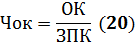 Чок = ОК / ЗПК (20)